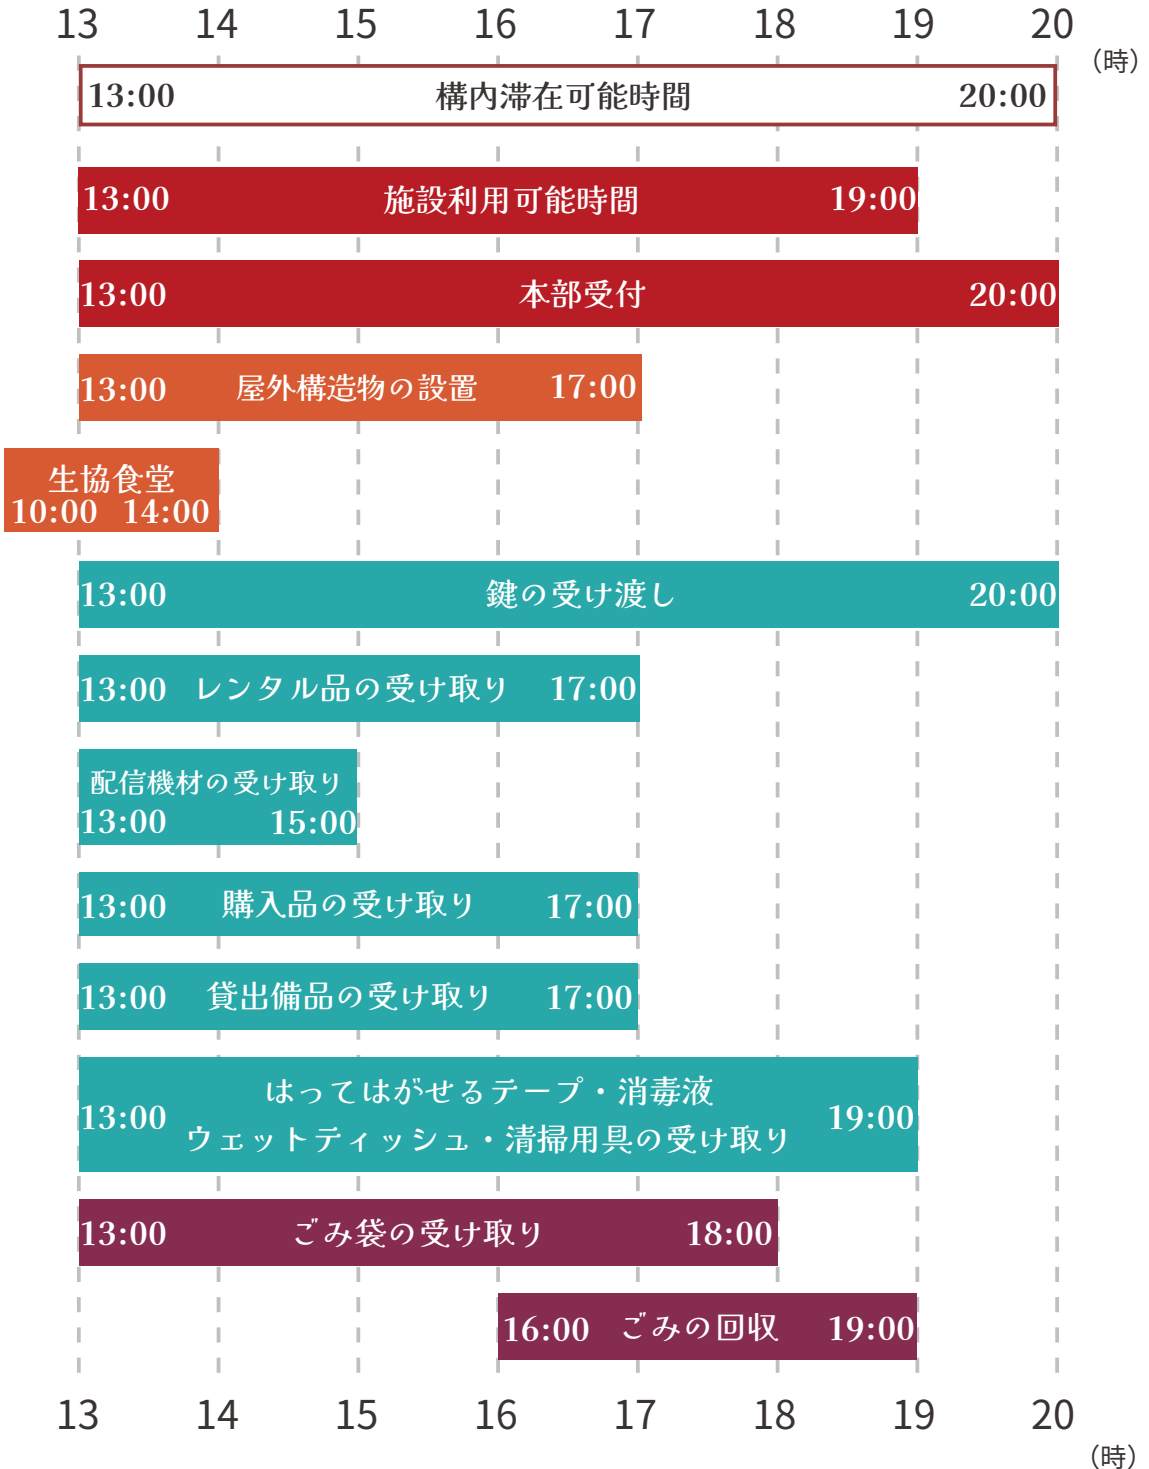 13 14 15 16 17 18 19 20
（時）
13:00 構内滞在可能時間 20:00
13:00 施設利用可能時間 19:00
13:00 本部受付 20:00
13:00 屋外構造物の設置 17:00
生協食堂
10:00 14:00
13:00 鍵の受け渡し 20:00
13:00 レンタル品の受け取り 17:00
配信機材の受け取り
13:00 15:00
13:00 購入品の受け取り 17:00
13:00 貸出備品の受け取り 17:00
はってはがせるテープ・消毒液
13:00 19:00
ウェットティッシュ・清掃用具の受け取り
13:00 ごみ袋の受け取り 18:00
16:00 ごみの回収 19:00
13 14 15 16 17 18 19 20
（時）